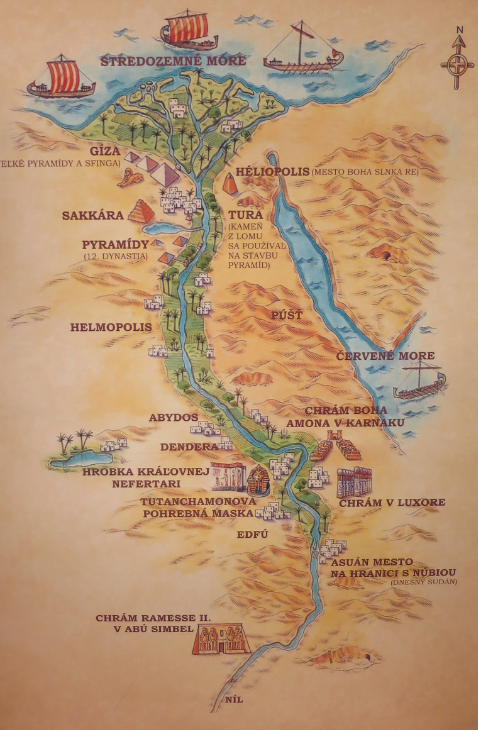 N
STREDOZEMNÉ MORE
GÍZA
VEĽKÉ PYRAMÍDY A SFINGA)
HÉLIOPOLIS (MESTO BOHA SLNKA RE)
SAKKÁRA
TURA
(KAMEŇ
Z LOMU
SA POUŽÍVAL
NA STAVBU
PYRAMÍD)
PYRAMÍDY
(12. DYNASTIA)
HELMOPOLIS
PÚŠŤ
ČERVENÉ MORE
ABYDOS
CHRÁM BOHA
AMONA V KARNAKU
DENDERA
HROBKA KRÁĽOVNEJ
NEFERTARI
TUTANCHAMONOVA
POHREBNÁ MASKA
CHRÁM V LUXORE
EDFÚ
ASUÁN MESTO
NA HRANICI S NÚBIOU
(DNEŠNÝ SUDÁN)
CHRÁM RAMESSE II.
V ABÚ SIMBEL
NÍL